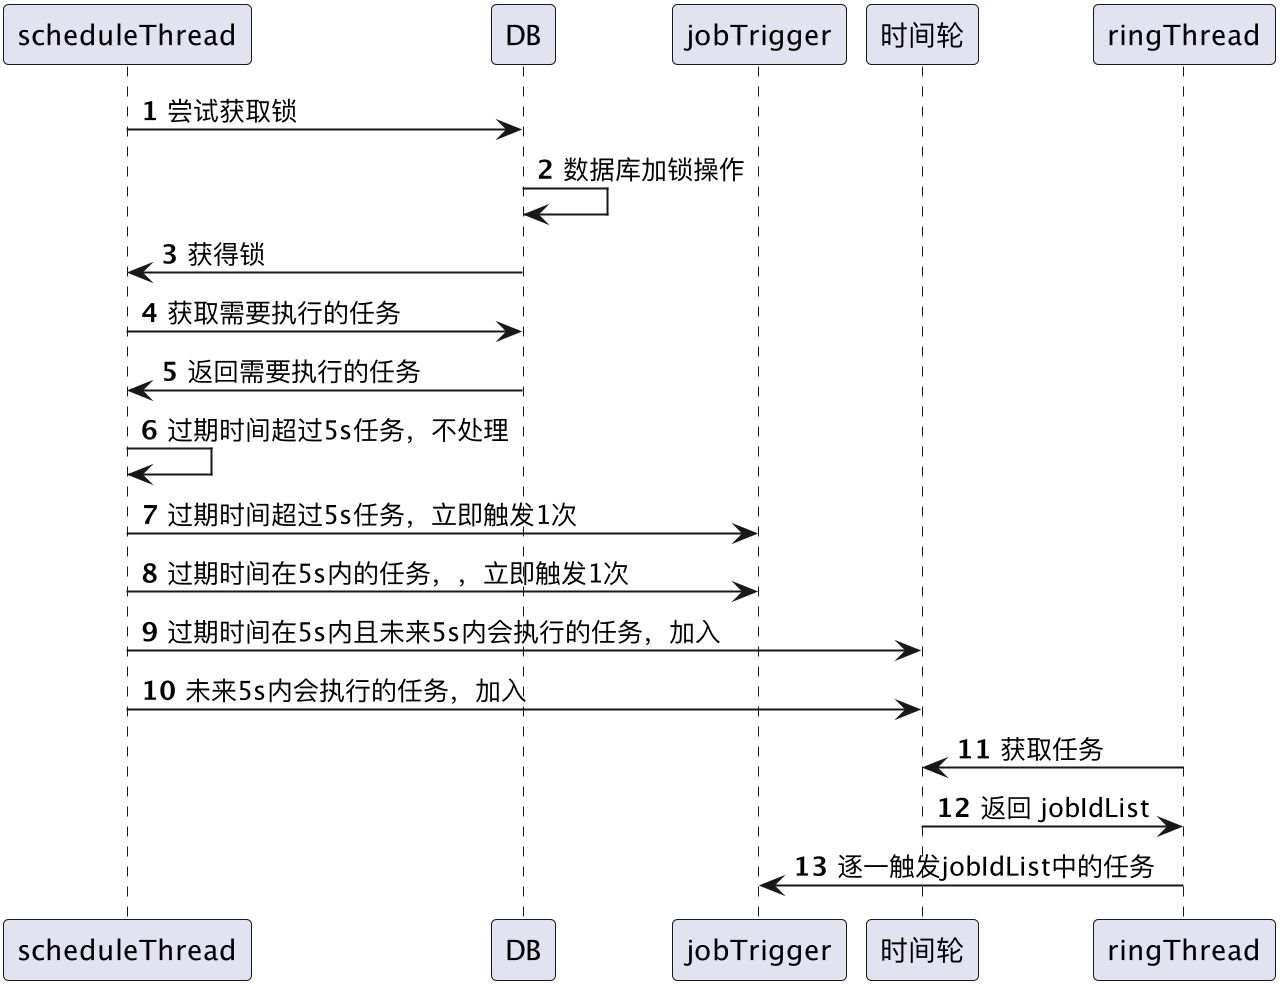 scheduleThread
DB
jobTrigger
时间轮
ringThread
1 尝试获取锁
2 数据库加锁操作
3 获得锁
4 获取需要执行的任务
5 返回需要执行的任务
6 过期时间超过5s任务，不处理
7 过期时间超过5s任务，立即触发1次
8 过期时间在5s内的任务，，立即触发1次
9 过期时间在5s内且未来5s内会执行的任务，加入
10 未来5s内会执行的任务，加入
11 获取任务
12 返回 jobIdList
13 逐一触发jobIdList中的任务
scheduleThread
DB
jobTrigger
时间轮
ringThread